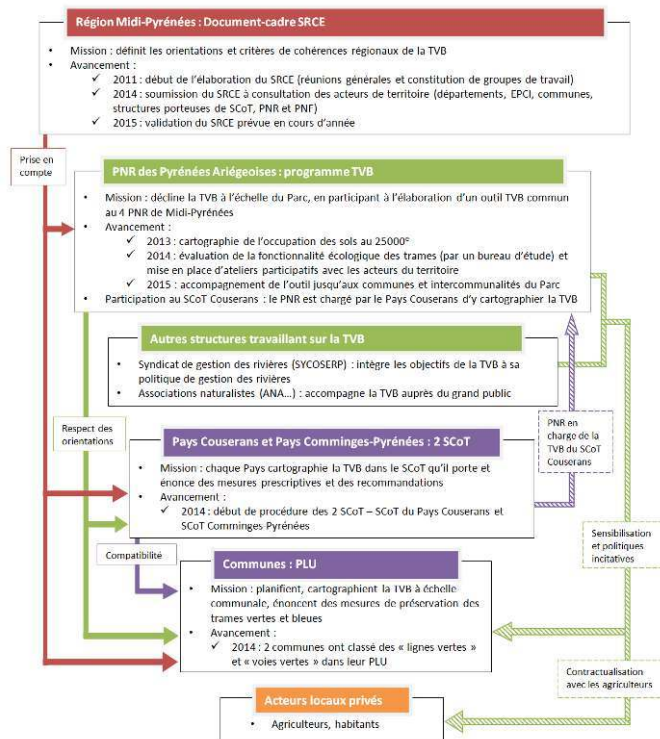 Région Midi-Pyrénées : Document-cadre SRCE
• Mission : définit les orientations et critères de cohérences régionaux de la TVB
• Avancement :
✓ 2011 : début de l'élaboration du SRCE (réunions générales et constitution de groupes de travail)
✓ 2014 : soumission du SRCE à consultation des acteurs de territoire (départements, EPCI, communes,
structures porteuses de SCoT, PNR et PNF)
✓ 2015 : validation du SRCE prévue en cours d'année
Prise en
compte
PNR des Pyrénées Ariégeoises : programme TVB
• Mission : décline la TVB à l'échelle du Parc, en participant à l'élaboration d'un outil TVB commun
au 4 PNR de Midi-Pyrénées
• Avancement :
✓ 2013 : cartographie de l'occupation des sols au 25000e
✓ 2014 : évaluation de la fonctionnalité écologique des trames (par un bureau d'étude) et
mise en place d'ateliers participatifs avec les acteurs du territoire
✓ 2015 : accompagnement de l'outil jusqu'aux communes et intercommunalités du Parc
• Participation au SCoT Couserans : le PNR est chargé par le Pays Couserans d'y cartographier la TVB
Autres structures travaillant sur la TVB
• Syndicat de gestion des rivières (SYCOSERP) : intègre les objectifs de la TVB à sa
politique de gestion des rivières
• Associations naturalistes (ANA...) : accompagne la TVB auprès du grand public
Respect des
orientations
PNR en
charge de la
TVB du SCoT
Couserans
Pays Couserans et Pays Comminges-Pyrénées : 2 SCoT
• Mission : chaque Pays cartographie la TVB dans le SCoT qu'il porte et
énonce des mesures prescriptives et des recommandations
• Avancement :
✓ 2014 : début de procédure des 2 SCoT – SCoT du Pays Couserans et
SCoT Comminges-Pyrénées
Sensibilisation
et politiques
incitatives
Compatibilité
Communes : PLU
• Mission : planifient, cartographient la TVB à échelle
communale, énoncent des mesures de préservation des
trames vertes et bleues
• Avancement :
✓ 2014 : 2 communes ont classé des « lignes vertes »
et « voies vertes » dans leur PLU
Contractualisation
avec les agriculteurs
Acteurs locaux privés
• Agriculteurs, habitants